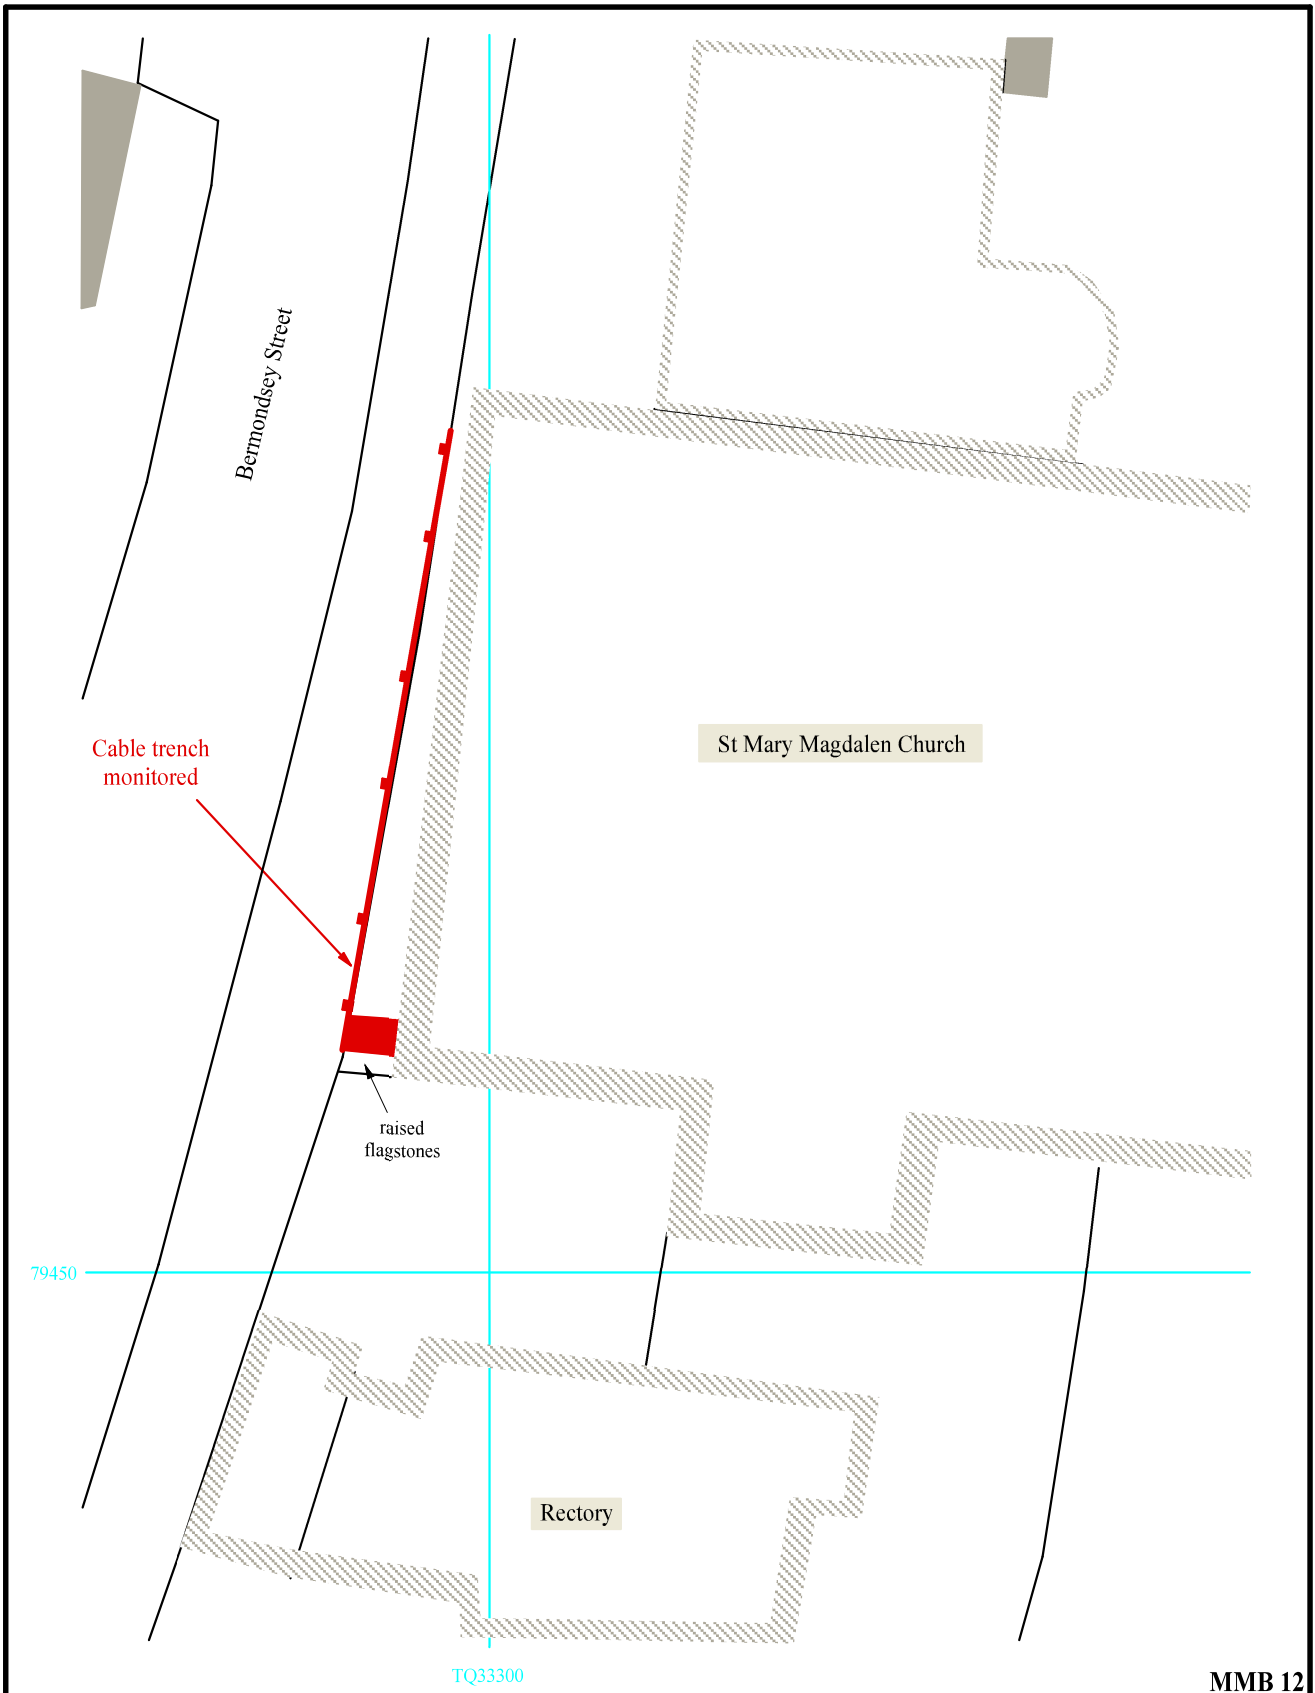 Bermondsey Street
Cable trench
monitored
St Mary Magdalen Church
raised
flagstones
79450
Rectory
TQ33300
MMB 12